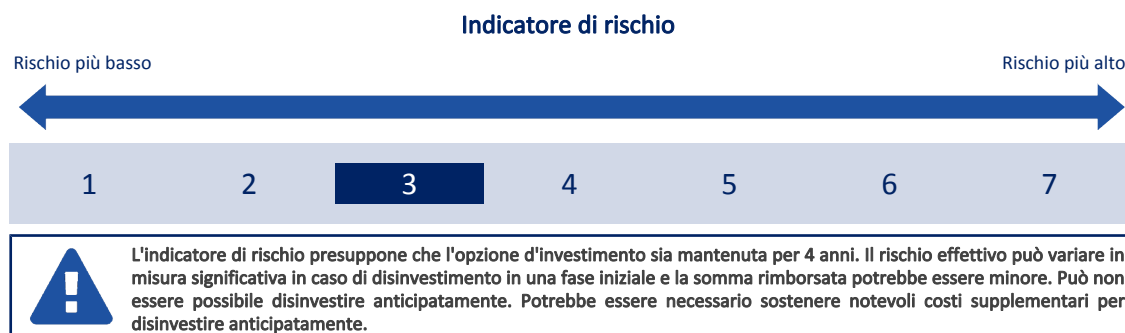 Indicatore di rischio
Rischio più basso
Rischio più alto
1 2 3 4 5 6 7
L'indicatore di rischio presuppone che l'opzione d'investimento sia mantenuta per 4 anni. Il rischio effettivo può variare in
misura significativa in caso di disinvestimento in una fase iniziale e la somma rimborsata potrebbe essere minore. Può non
essere possibile disinvestire anticipatamente. Potrebbe essere necessario sostenere notevoli costi supplementari per
disinvestire anticipatamente.